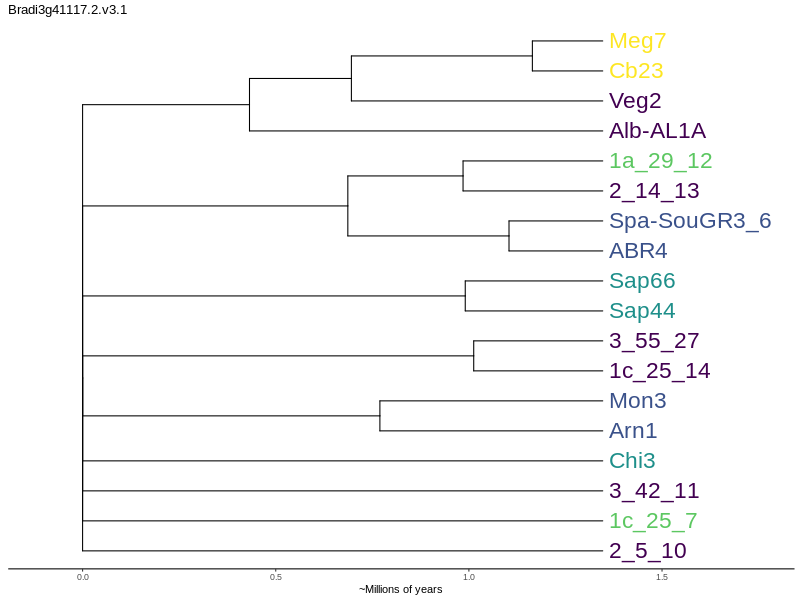 Bradi3g41117.2.v3.1
Meg7
Cb23
Veg2
Alb-AL1A
1a_29_12
2_14_13
Spa-SouGR3_6
ABR4
Sap66
Sap44
3_55_27
1c_25_14
Mon3
Arn1
Chi3
3_42_11
1c_25_7
2_5_10
0.0 0.5 1.0 1.5
~Millions of years